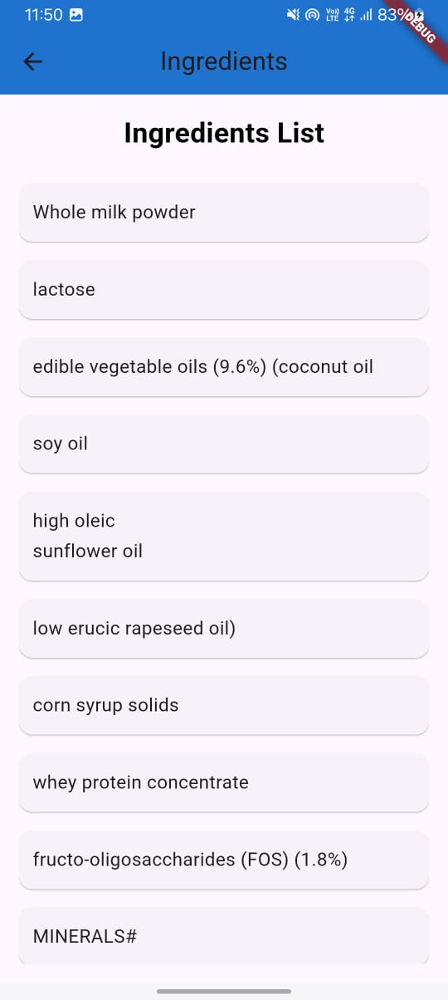 11:50
Vo)) LTE 4G 83%
DEBUG
Ingredients
Ingredients List
Whole milk powder
lactose
edible vegetable oils (9.6%) (coconut oil
soy oil
high oleic
sunflower oil
low erucic rapeseed oil)
corn syrup solids
whey protein concentrate
fructo-oligosaccharides (FOS) (1.8%)
MINERALS#